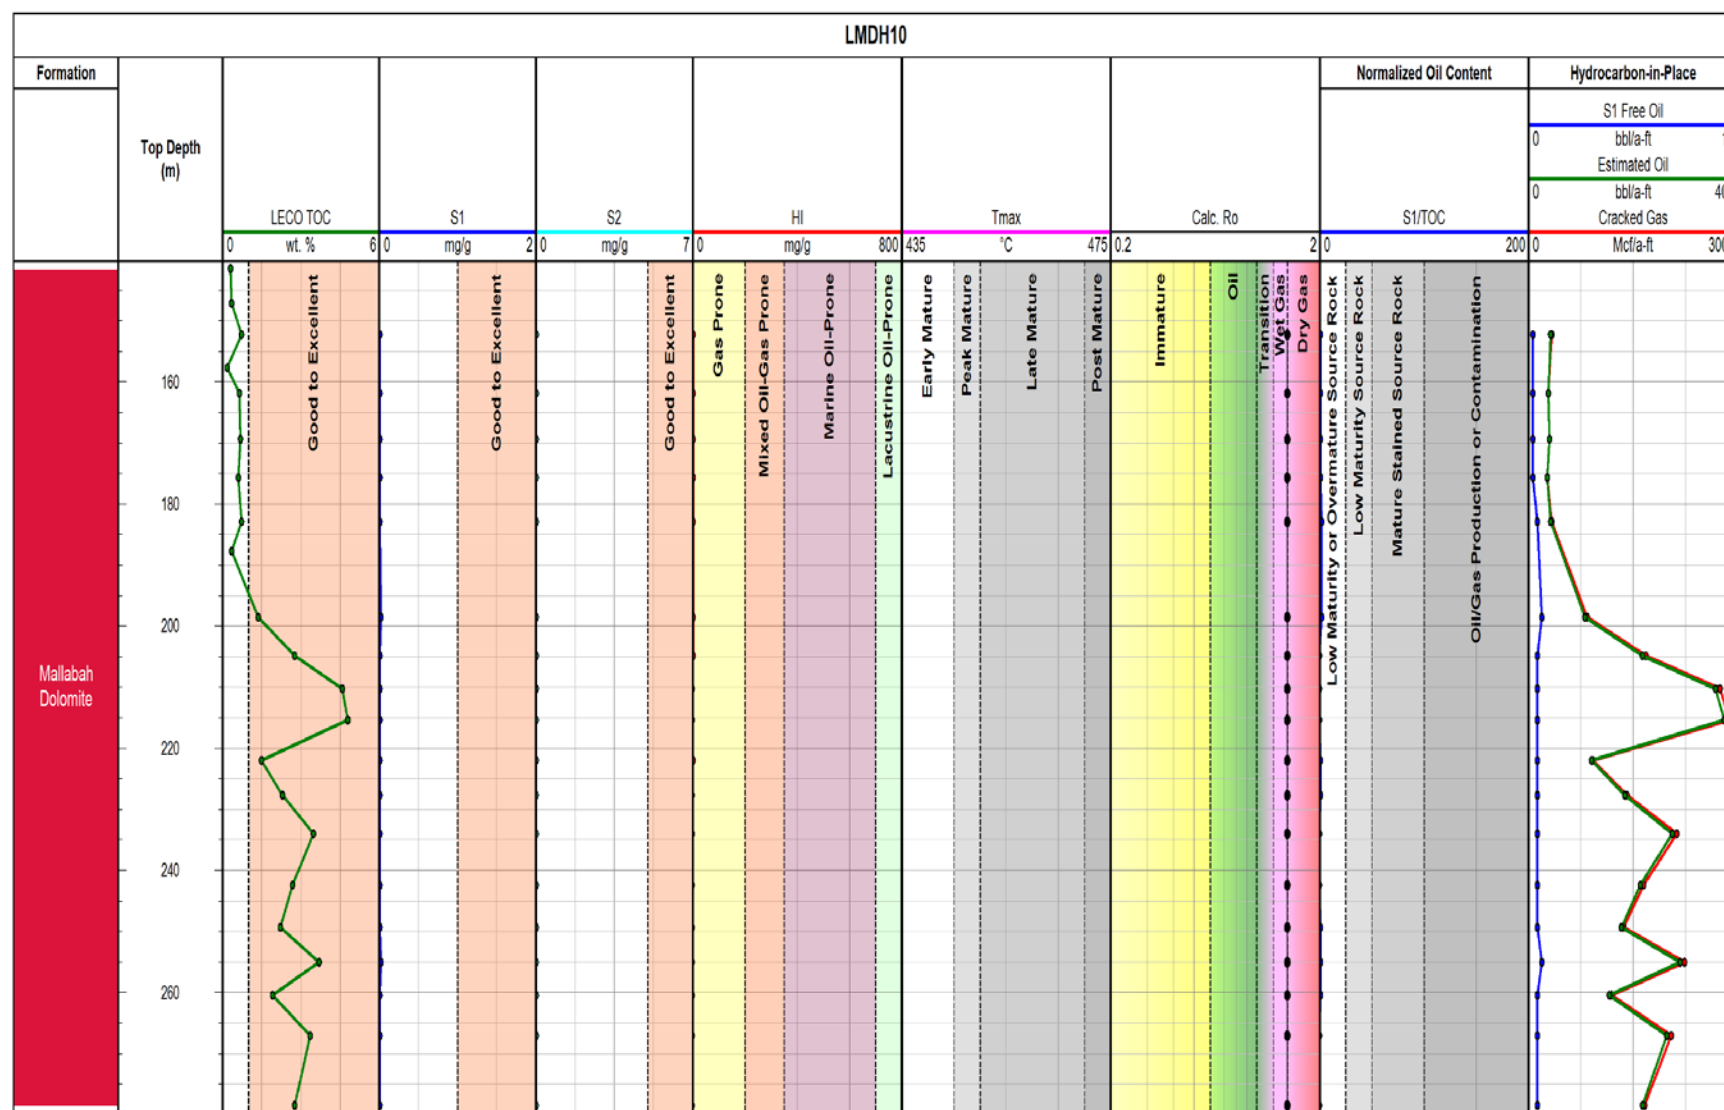 LMDH10
Formation
Top Depth
(m)
Normalized Oil Content
Hydrocarbon-in-Place
S1 Free Oil
0 bbl/a-ft 1
Estimated Oil
0 bbl/a-ft 40
LECO TOC
S1
S2
HI
Tmax
Calc. Ro
S1/TOC
Cracked Gas
0 wt. % 6
0 mg/g 2
0 mg/g 7
0 mg/g 800
435 °C 475
0.2 2
0 200
0 Mcf/a-ft 300
Good to Excellent
Good to Excellent
Good to Excellent
Gas Prone
Mixed Oil-Gas Prone
Marine Oil-Prone
Lacustrine Oil-Prone
Early Mature
Peak Mature
Late Mature
Post Mature
Immature
Oil
Transition
Wet Gas
Dry Gas
Low Maturity or Overmature Source Rock
Low Maturity Source Rock
Mature Stained Source Rock
Oil/Gas Production or Contamination
160
180
200
Mallabah
Dolomite
220
240
260